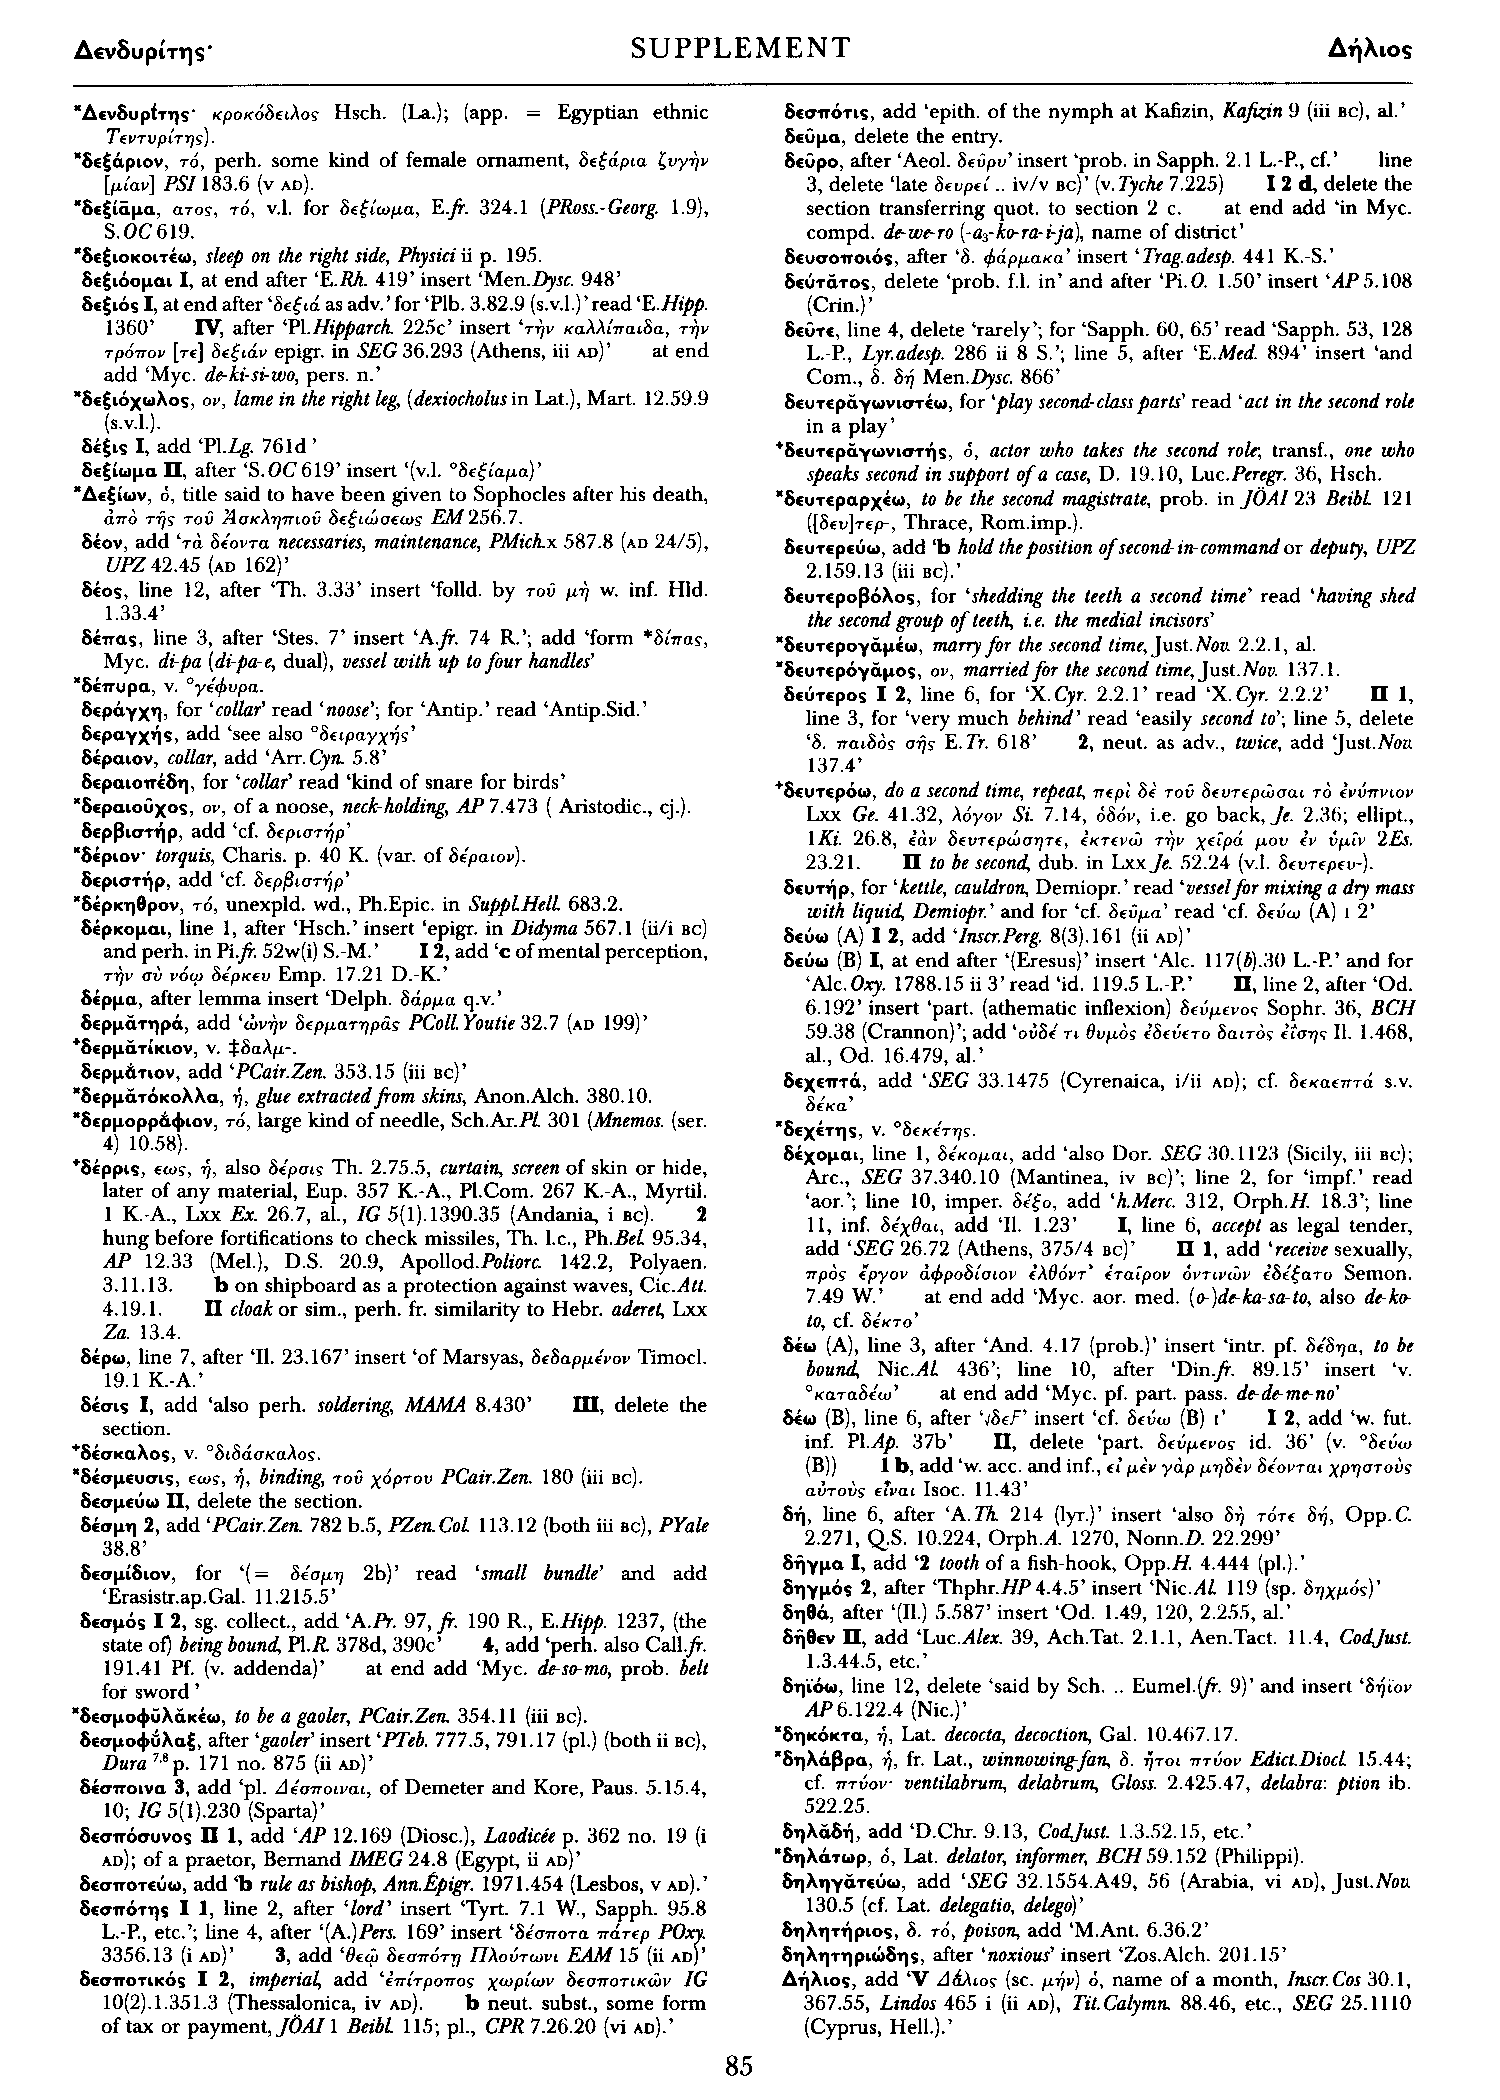 Δενδυρίτης·
SUPPLEMENT
Δήλιος
*Δενδυρίτης· κροκόδειλος Hsch. (La.); (app. = Egyptian ethnic
Τεντυρίτης).
*δεξάριον, τό, perh. some kind of female ornament, δεξάρια ζυγὴν
[μίαν] PSI 183.6 (v AD).
*δεξίᾱμα, ατος, τό, v.l. for δεξίωμα, E.fr. 324.1 (PRoss.-Georg. 1.9),
S.OC 619.
*δεξιοκοιτέω, sleep on the right side, Physici ii p. 195.
δεξιόομαι I, at end after ‘E.Rh. 419’ insert ‘Men.Dysc. 948’
δεξιός I, at end after ‘δεξιά as adv.’ for ‘Plb. 3.82.9 (s.v.l.)’ read ‘E.Hipp.
1360’ IV, after ‘Pl.Hipparch. 225c’ insert ‘τὴν καλλίπαιδα, τὴν
τρόπον [τε] δεξιάν epigr. in SEG 36.293 (Athens, iii AD)’ at end
add ‘Myc. de-ki-si-wo, pers. n.’
*δεξιόχωλος, ον, lame in the right leg, (dexiocholus in Lat.), Mart. 12.59.9
(s.v.l.).
δέξις I, add ‘Pl.Lg. 761d ’
δεξίωμα II, after ‘S.OC 619’ insert ‘(v.l. °δεξίαμα)’
*Δεξίων, ὁ, title said to have been given to Sophocles after his death,
ἀπὸ τῆς τοῦ Ἀσκληπιοῦ δεξιώσεως EM 256.7.
δέον, add ‘τὰ δέοντα necessaries, maintenance, PMich.x 587.8 (AD 24/5),
UPZ 42.45 (AD 162)’
δέος, line 12, after ‘Th. 3.33’ insert ‘folld. by τοῦ μὴ w. inf. Hld.
1.33.4’
δέπας, line 3, after ‘Stes. 7’ insert ‘A.fr. 74 R.’; add ‘form *δίπας,
Myc. di-pa (di-pa-e, dual), vessel with up to four handles’
*δέπυρα, v. °γέφυρα.
δεράγχη, for ‘collar’ read ‘noose’; for ‘Antip.’ read ‘Antip.Sid.’
δεραγχής, add ‘see also °δειραγχής’
δέραιον, collar, add ‘Arr.Cyn. 5.8’
δεραιοπέδη, for ‘collar’ read ‘kind of snare for birds’
*δεραιοῦχος, ον, of a noose, neck-holding, AP 7.473 ( Aristodic., cj.).
δερβιστήρ, add ‘cf. δεριστήρ’
*δέριον· torquis, Charis. p. 40 K. (var. of δέραιον).
δεριστήρ, add ‘cf. δερβιστήρ’
*δέρκηθρον, τό, unexpld. wd., Ph.Epic. in Suppl.Hell. 683.2.
δέρκομαι, line 1, after ‘Hsch.’ insert ‘epigr. in Didyma 567.1 (ii/i BC)
and perh. in Pi.fr. 52w(i) S.-M.’ I 2, add ‘c of mental perception,
τὴν σὺ νόῳ δέρκευ Emp. 17.21 D.-K.’
δέρμα, after lemma insert ‘Delph. δάρμα q.v.’
δερμᾰτηρά, add ‘ὠνὴν δερματηρᾶς PColl.Youtie 32.7 (AD 199)’
⁺δερμᾰτίκιον, v. ‡δαλμ-.
δερμᾰ́τιον, add ‘PCair.Zen. 353.15 (iii BC)’
*δερμᾰτόκολλα, ἡ, glue extracted from skins, Anon.Alch. 380.10.
*δερμορρᾰ́φιον, τό, large kind of needle, Sch.Ar.Pl. 301 (Mnemos. (ser.
4) 10.58).
⁺δέρρις, εως, ἡ, also δέρσις Th. 2.75.5, curtain, screen of skin or hide,
later of any material, Eup. 357 K.-A., Pl.Com. 267 K.-A., Myrtil.
1 K.-A., Lxx Ex. 26.7, al., IG 5(1).1390.35 (Andania, i BC). 2
hung before fortifications to check missiles, Th. l.c., Ph.Bel. 95.34,
AP 12.33 (Mel.), D.S. 20.9, Apollod.Poliorc. 142.2, Polyaen.
3.11.13. b on shipboard as a protection against waves, Cic.Att.
4.19.1. II cloak or sim., perh. fr. similarity to Hebr. aderet, Lxx
Za. 13.4.
δέρω, line 7, after ‘Il. 23.167’ insert ‘of Marsyas, δεδαρμένον Timocl.
19.1 K.-A.’
δέσις I, add ‘also perh. soldering, MAMA 8.430’ III, delete the
section.
⁺δέσκαλος, v. °διδάσκαλος.
*δέσμευσις, εως, ἡ, binding, τοῦ χόρτου PCair.Zen. 180 (iii BC).
δεσμεύω II, delete the section.
δέσμη 2, add ‘PCair.Zen. 782 b.5, PZen.Col. 113.12 (both iii BC), PYale
38.8’
δεσμίδιον, for ‘(= δέσμη 2b)’ read ‘small bundle’ and add
‘Erasistr.ap.Gal. 11.215.5’
δεσμός I 2, sg. collect., add ‘A.Pr. 97, fr. 190 R., E.Hipp. 1237, (the
state of) being bound, Pl.R. 378d, 390c’ 4, add ‘perh. also Call.fr.
191.41 Pf. (v. addenda)’ at end add ‘Myc. de-so-mo, prob. belt
for sword ’
*δεσμοφῠλᾰκέω, to be a gaoler, PCair.Zen. 354.11 (iii BC).
δεσμοφῠ́λαξ, after ‘gaoler’ insert ‘PTeb. 777.5, 791.17 (pl.) (both ii BC),
Dura 7,8 p. 171 no. 875 (ii AD)’
δέσποινα 3, add ‘pl. Δέσποιναι, of Demeter and Kore, Paus. 5.15.4,
10; IG 5(1).230 (Sparta)’
δεσπόσυνος II 1, add ‘AP 12.169 (Diosc.), Laodicée p. 362 no. 19 (i
AD); of a praetor, Bernand IMEG 24.8 (Egypt, ii AD)’
δεσποτεύω, add ‘b rule as bishop, Ann.Épigr. 1971.454 (Lesbos, v AD).’
δεσπότης I 1, line 2, after ‘lord’ insert ‘Tyrt. 7.1 W., Sapph. 95.8
L.-P., etc.’; line 4, after ‘(A.)Pers. 169’ insert ‘δέσποτα πάτερ POxy.
3356.13 (i AD)’ 3, add ‘θεῷ δεσπότῃ Πλούτωνι EAM 15 (ii AD)’
δεσποτικός I 2, imperial, add ‘ἐπίτροπος χωρίων δεσποτικῶν IG
10(2).1.351.3 (Thessalonica, iv AD). b neut. subst., some form
of tax or payment, JÖAI 1 Beibl. 115; pl., CPR 7.26.20 (vi AD).’
δεσπότις, add ‘epith. of the nymph at Kafizin, Kafizin 9 (iii BC), al.’
δεῦμα, delete the entry.
δεῦρο, after ‘Aeol. δεῦρυ’ insert ‘prob. in Sapph. 2.1 L.-P., cf.’ line
3, delete ‘late δευρεί .. iv/v BC)’ (v. Tyche 7.225) I 2 d, delete the
section transferring quot. to section 2 c. at end add ‘in Myc.
compd. de-we-ro (-a₃-ko-ra-i-ja), name of district’
δευσοποιός, after ‘δ. φάρμακα’ insert ‘Trag.adesp. 441 K.-S.’
δεύτᾰτος, delete ‘prob. f.l. in’ and after ‘Pi.O. 1.50’ insert ‘AP 5.108
(Crin.)’
δεῦτε, line 4, delete ‘rarely’; for ‘Sapph. 60, 65’ read ‘Sapph. 53, 128
L.-P., Lyr.adesp. 286 ii 8 S.’; line 5, after ‘E.Med. 894’ insert ‘and
Com., δ. δή Men.Dysc. 866’
δευτερᾰγωνιστέω, for ‘play second-class parts’ read ‘act in the second role
in a play’
⁺δευτερᾰγωνιστής, ὁ, actor who takes the second role; transf., one who
speaks second in support of a case, D. 19.10, Luc.Peregr. 36, Hsch.
*δευτεραρχέω, to be the second magistrate, prob. in JÖAI 23 Beibl. 121
([δευ]τερ-, Thrace, Rom.imp.).
δευτερεύω, add ‘b hold the position of second-in-command or deputy, UPZ
2.159.13 (iii BC).’
δευτεροβόλος, for ‘shedding the teeth a second time’ read ‘having shed
the second group of teeth, i.e. the medial incisors’
*δευτερογᾰμέω, marry for the second time, Just.Nov. 2.2.1, al.
*δευτερόγᾰμος, ον, married for the second time, Just.Nov. 137.1.
δεύτερος I 2, line 6, for ‘X.Cyr. 2.2.1’ read ‘X.Cyr. 2.2.2’ II 1,
line 3, for ‘very much behind’ read ‘easily second to’; line 5, delete
‘δ. παιδὸς σῆς E.Tr. 618’ 2, neut. as adv., twice, add ‘Just.Nov.
137.4’
⁺δευτερόω, do a second time, repeat, περὶ δὲ τοῦ δευτερῶσαι τὸ ἐνύπνιον
Lxx Ge. 41.32, λόγον Si. 7.14, ὁδόν, i.e. go back, Je. 2.36; ellipt.,
1Ki. 26.8, ἐὰν δευτερώσητε, ἐκτενῶ τὴν χεῖρά μου ἐν ὑμῖν 2Es.
23.21. II to be second, dub. in Lxx Je. 52.24 (v.l. δευτερευ-).
δευτήρ, for ‘kettle, cauldron, Demiopr.’ read ‘vessel for mixing a dry mass
with liquid, Demiopr.’ and for ‘cf. δεῦμα’ read ‘cf. δεύω (A) I 2’
δεύω (A) I 2, add ‘Inscr.Perg. 8(3).161 (ii AD)’
δεύω (B) I, at end after ‘(Eresus)’ insert ‘Alc. 117(b).30 L.-P.’ and for
‘Alc.Oxy. 1788.15 ii 3’ read ‘id. 119.5 L.-P.’ II, line 2, after ‘Od.
6.192’ insert ‘part. (athematic inflexion) δεύμενος Sophr. 36, BCH
59.38 (Crannon)’; add ‘οὐδέ τι θυμὸς ἐδεύετο δαιτὸς ἐΐσης Il. 1.468,
al., Od. 16.479, al.’
δεχεπτά, add ‘SEG 33.1475 (Cyrenaica, i/ii AD); cf. δεκαεπτά s.v.
δέκα’
*δεχέτης, v. °δεκέτης.
δέχομαι, line 1, δέκομαι, add ‘also Dor. SEG 30.1123 (Sicily, iii BC);
Arc., SEG 37.340.10 (Mantinea, iv BC)’; line 2, for ‘impf.’ read
‘aor.’; line 10, imper. δέξο, add ‘h.Merc. 312, Orph.H. 18.3’; line
11, inf. δέχθαι, add ‘Il. 1.23’ I, line 6, accept as legal tender,
add ‘SEG 26.72 (Athens, 375/4 BC)’ II 1, add ‘receive sexually,
πρὸς ἔργον ἀφροδίσιον ἐλθόντ’ ἑταῖρον ὁντινῶν ἐδέξατο Semon.
7.49 W.’ at end add ‘Myc. aor. med. (o-)de-ka-sa-to, also de-ko-
to, cf. δέκτο’
δέω (A), line 3, after ‘And. 4.17 (prob.)’ insert ‘intr. pf. δέδηα, to be
bound, Nic.Al. 436’; line 10, after ‘Din.fr. 89.15’ insert ‘v.
°καταδέω’ at end add ‘Myc. pf. part. pass. de-de-me-no’
δέω (B), line 6, after ‘√δεϝ’ insert ‘cf. δεύω (B) I’ I 2, add ‘w. fut.
inf. Pl.Ap. 37b’ II, delete ‘part. δεύμενος id. 36’ (v. °δεύω
(B)) 1 b, add ‘w. acc. and inf., εἰ μὲν γὰρ μηδὲν δέονται χρηστοὺς
αὑτοὺς εἶναι Isoc. 11.43’
δή, line 6, after ‘A.Th. 214 (lyr.)’ insert ‘also δὴ τότε δή, Opp.C.
2.271, Q.S. 10.224, Orph.A. 1270, Nonn.D. 22.299’
δῆγμα I, add ‘2 tooth of a fish-hook, Opp.H. 4.444 (pl.).’
δηγμός 2, after ‘Thphr.HP 4.4.5’ insert ‘Nic.Al. 119 (sp. δηχμός)’
δηθά, after ‘(Il.) 5.587’ insert ‘Od. 1.49, 120, 2.255, al.’
δῆθεν II, add ‘Luc.Alex. 39, Ach.Tat. 2.1.1, Aen.Tact. 11.4, Cod.Just.
1.3.44.5, etc.’
δηϊόω, line 12, delete ‘said by Sch. .. Eumel.(fr. 9)’ and insert ‘δήϊον
AP 6.122.4 (Nic.)’
*δηκόκτα, ἡ, Lat. decocta, decoction, Gal. 10.467.17.
*δηλάβρα, ἡ, fr. Lat., winnowing-fan, δ. ἤτοι πτύον Edict.Diocl. 15.44;
cf. πτύον· ventilabrum, delabrum, Gloss. 2.425.47, delabra: ption ib.
522.25.
δηλᾰδή, add ‘D.Chr. 9.13, Cod.Just. 1.3.52.15, etc.’
*δηλάτωρ, ὁ, Lat. delator, informer, BCH 59.152 (Philippi).
δηληγᾰτεύω, add ‘SEG 32.1554.A49, 56 (Arabia, vi AD), Just.Nov.
130.5 (cf. Lat. delegatio, delego)’
δηλητήριος, δ. τό, poison, add ‘M.Ant. 6.36.2’
δηλητηριώδης, after ‘noxious’ insert ‘Zos.Alch. 201.15’
Δήλιος, add ‘V Δάλιος (sc. μήν) ὁ, name of a month, Inscr.Cos 30.1,
367.55, Lindos 465 i (ii AD), Tit.Calymn. 88.46, etc., SEG 25.1110
(Cyprus, Hell.).’
85